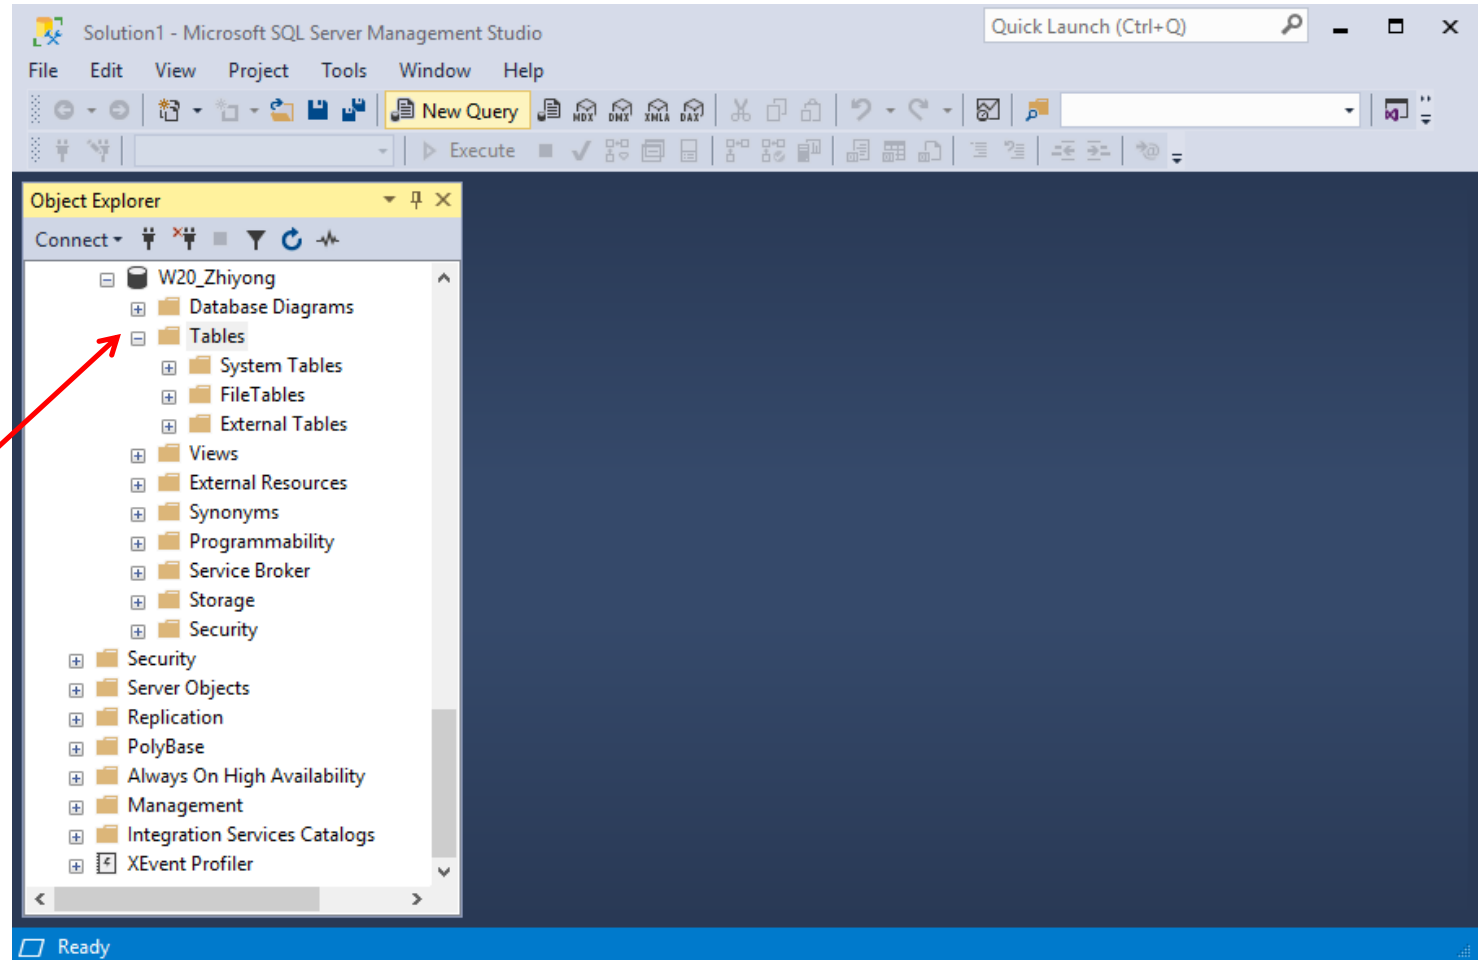 Solution1 - Microsoft SQL Server Management Studio
Quick Launch (Ctrl+Q)
File Edit View Project Tools Window Help
New Query MDX DMX XMLA DAX
Execute
Object Explorer
Connect
W20_Zhiyong
Database Diagrams
Tables
System Tables
FileTables
External Tables
Views
External Resources
Synonyms
Programmability
Service Broker
Storage
Security
Security
Server Objects
Replication
PolyBase
Always On High Availability
Management
Integration Services Catalogs
XEvent Profiler
Ready